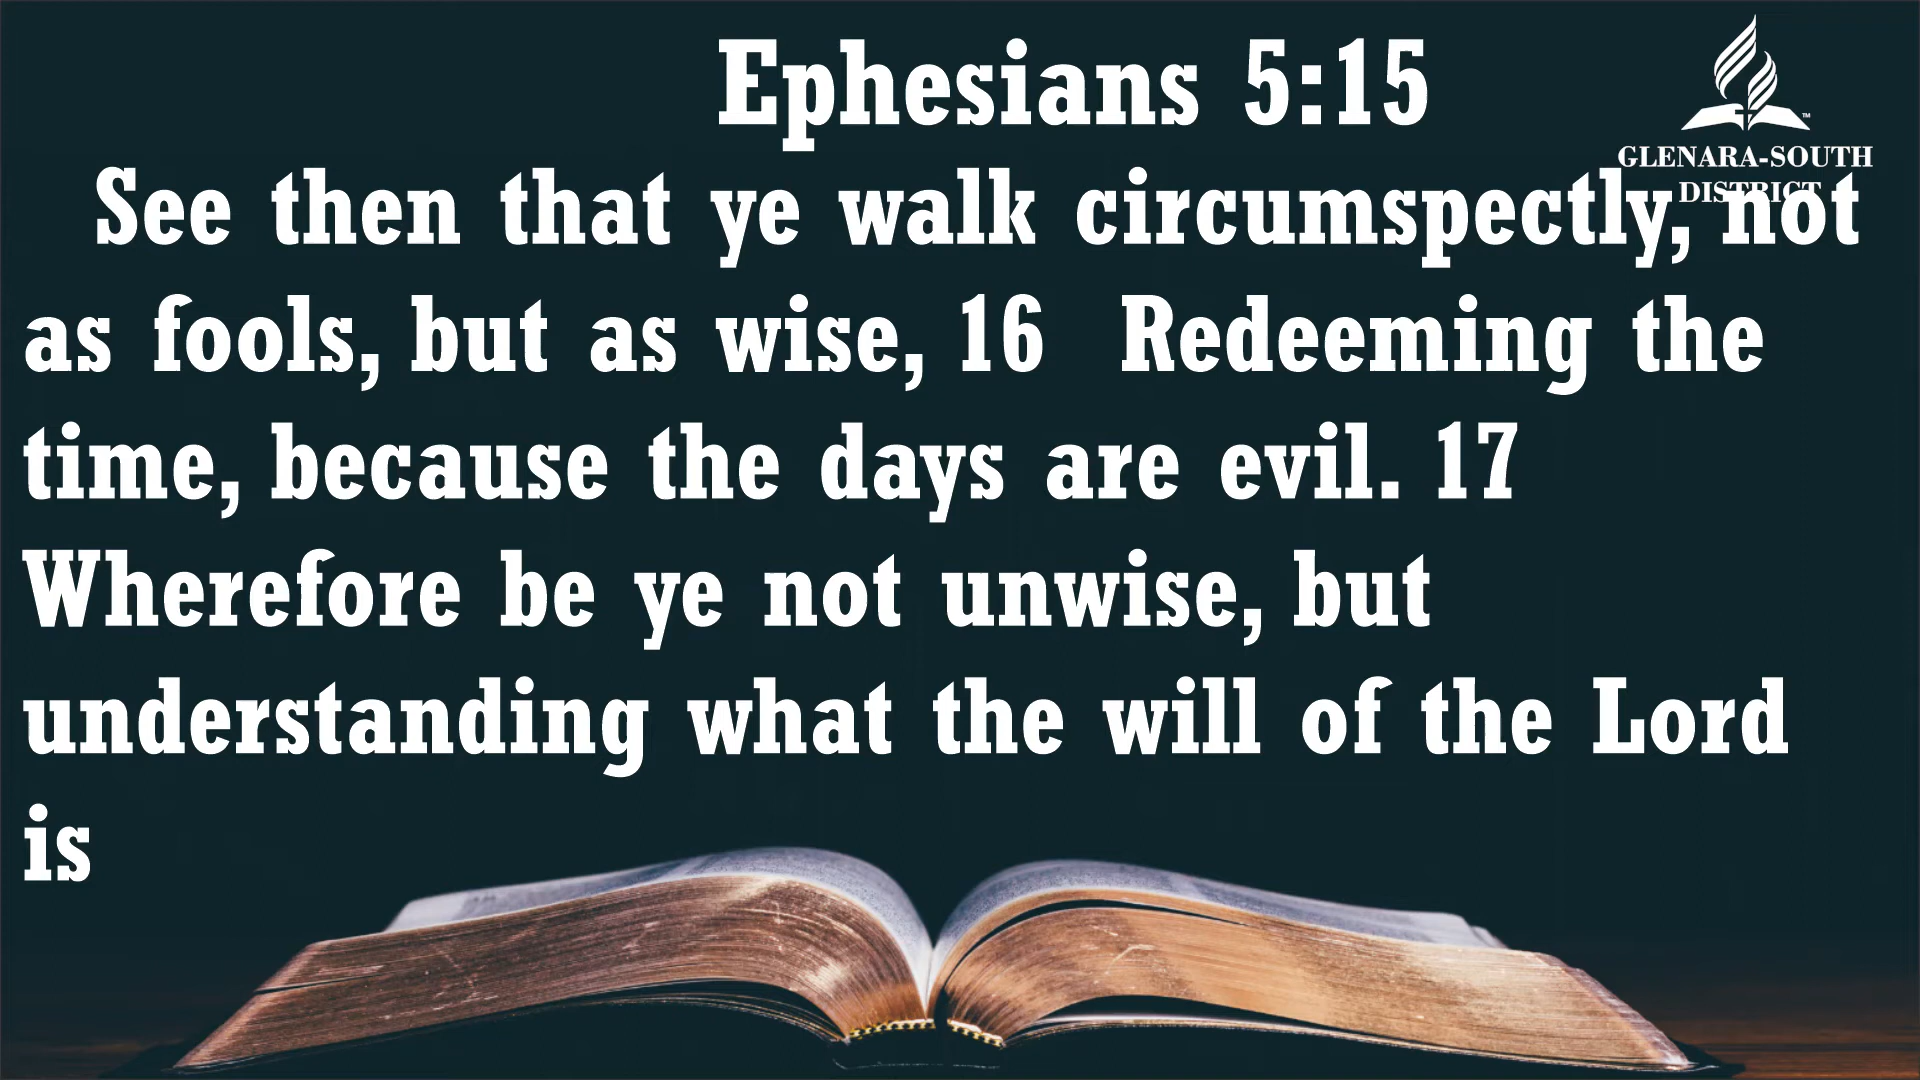 Ephesians 5:15
GLENARA-SOUTH
DISTRICT
See then that ye walk circumspectly, not
as fools, but as wise, 16 Redeeming the
time, because the days are evil. 17
Wherefore be ye not unwise, but
understanding what the will of the Lord
is